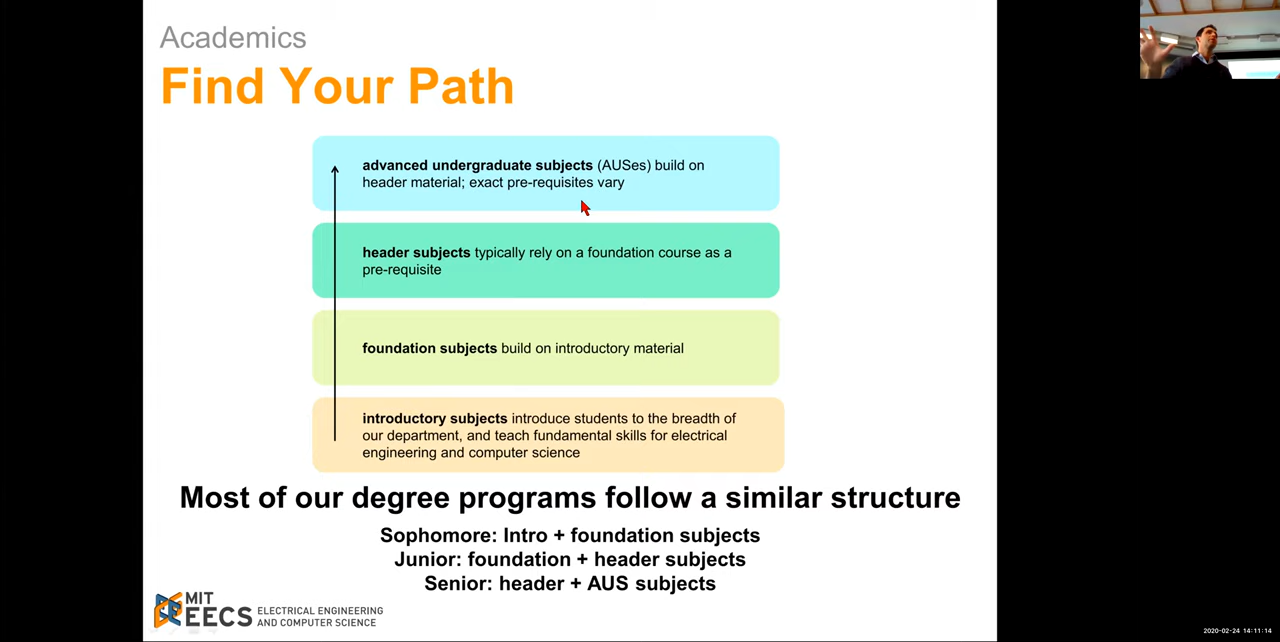 Academics
Find Your Path
advanced undergraduate subjects (AUSes) build on
header material; exact pre-requisites vary
header subjects typically rely on a foundation course as a
pre-requisite
foundation subjects build on introductory material
introductory subjects introduce students to the breadth of
our department, and teach fundamental skills for electrical
engineering and computer science
Most of our degree programs follow a similar structure
Sophomore: Intro + foundation subjects
Junior: foundation + header subjects
Senior: header + AUS subjects
MIT
EECS
ELECTRICAL ENGINEERING
AND COMPUTER SCIENCE
2020-02-24 14:11:14